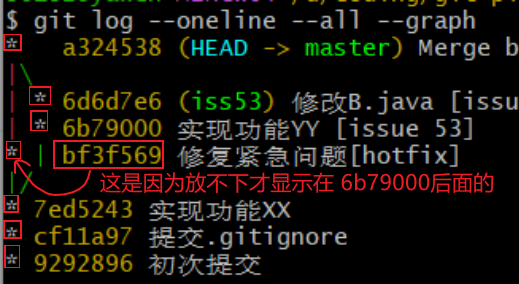 $ git log --oneline --all --graph
* a324538 (HEAD -> master) Merge b
|\
| * 6d6d7e6 (iss53) 修改B.java [issu
| * 6b79000 实现功能YY [issue 53]
* | bf3f569 修复紧急问题[hotfix]
|/ 这是因为放不下才显示在 6b79000后面的
* 7ed5243 实现功能XX
* cf11a97 提交.gitignore
* 9292896 初次提交